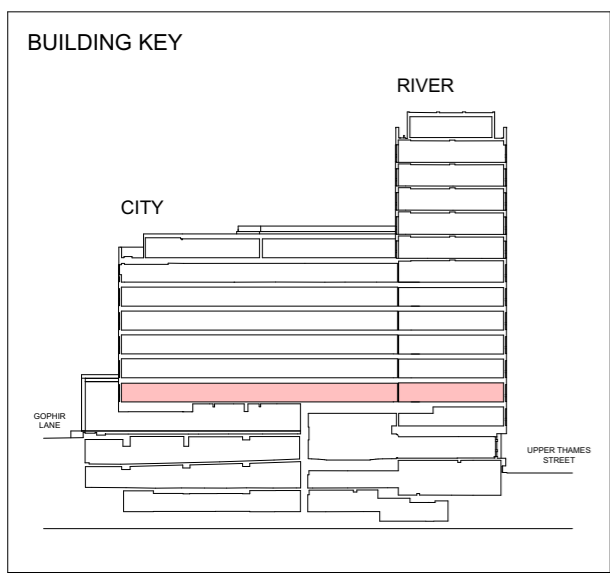 BUILDING KEY
RIVER
CITY
GOPHIR
LANE
UPPER THAMES
STREET